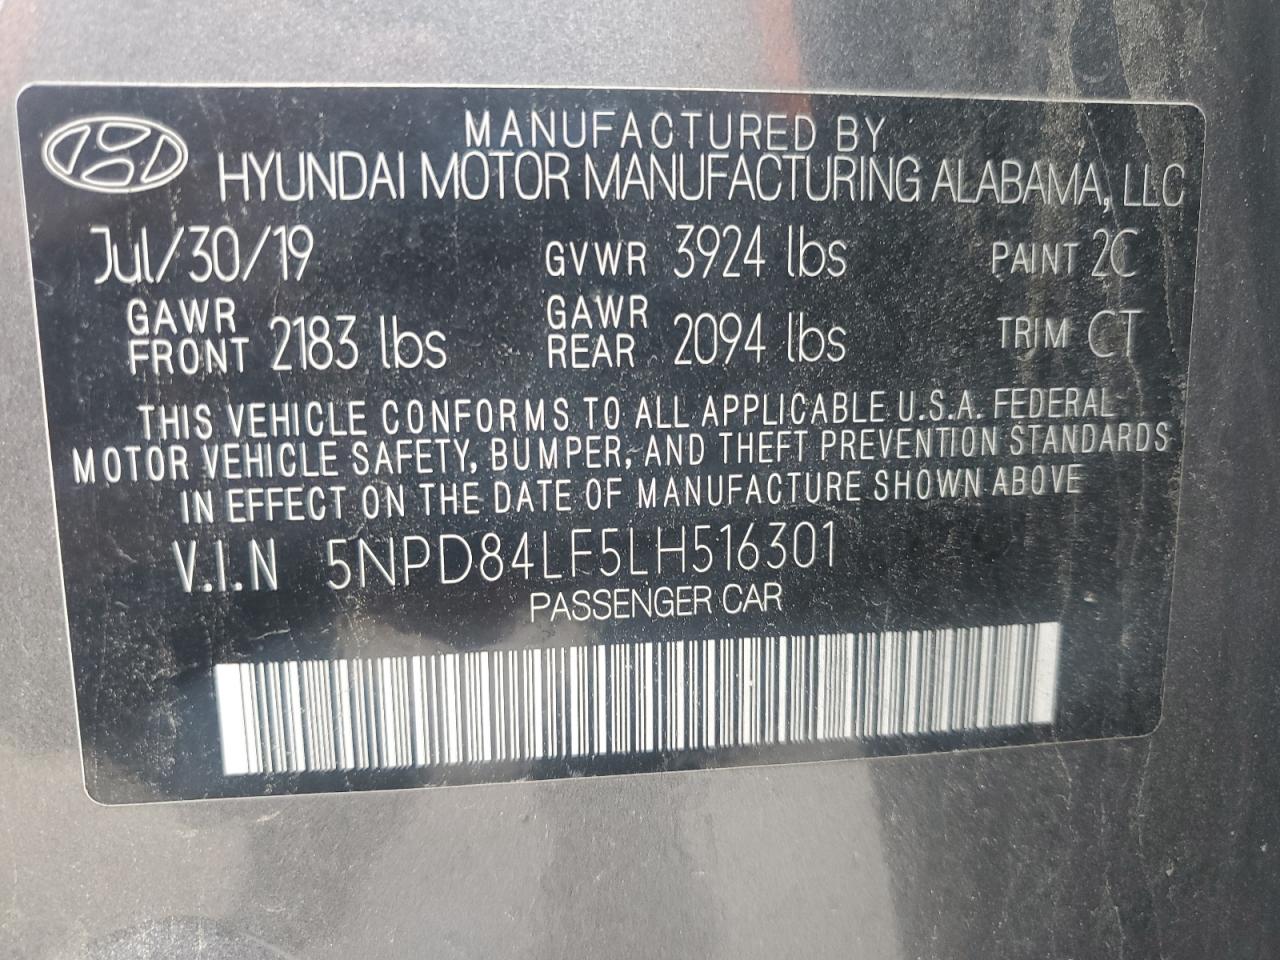 MANUFACTURED BY
HYUNDAI MOTOR MANUFACTURING ALABAMA, LLC
Jul/30/19 GVWR 3924 lbs PAINT 2C
GAWR FRONT 2183 lbs GAWR REAR 2094 lbs TRIM CT
THIS VEHICLE CONFORMS TO ALL APPLICABLE U.S.A. FEDERAL
MOTOR VEHICLE SAFETY, BUMPER, AND THEFT PREVENTION STANDARDS
IN EFFECT ON THE DATE OF MANUFACTURE SHOWN ABOVE
V.I.N 5NPD84LF5LH516301
PASSENGER CAR